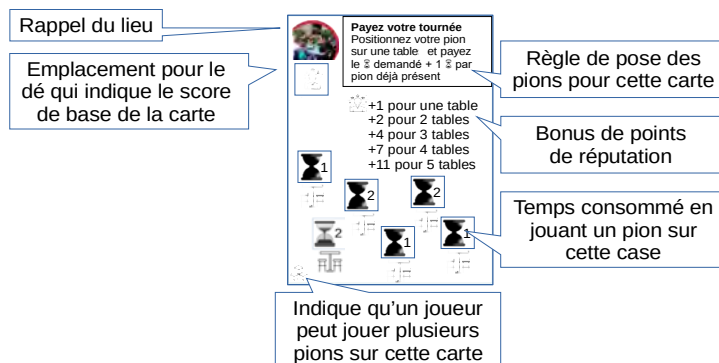 Rappel du lieu
Emplacement pour le
dé qui indique le score
de base de la carte
Payez votre tournée
Positionnez votre pion
sur une table et payez
le ⌛ demandé + 1 ⌛ par
pion déjà présent
+1 pour une table
+2 pour 2 tables
+4 pour 3 tables
+7 pour 4 tables
+11 pour 5 tables
1
2
2
2
1
1
Règle de pose des
pions pour cette carte
Bonus de points
de réputation
Temps consommé en
jouant un pion sur
cette case
Indique qu'un joueur
peut jouer plusieurs
pions sur cette carte